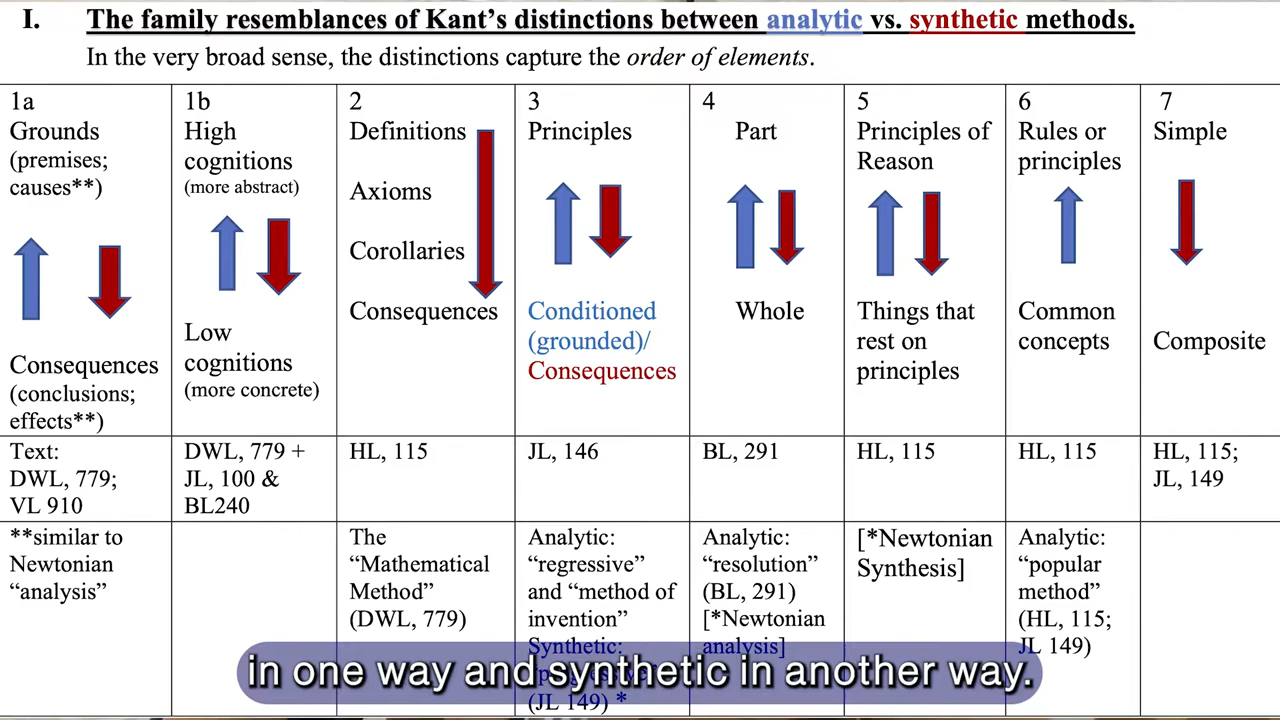 I. The family resemblances of Kant's distinctions between analytic vs. synthetic methods.
In the very broad sense, the distinctions capture the order of elements.
1a
Grounds
(premises;
causes**)
Consequences
(conclusions;
effects**)
1b
High
cognitions
(more abstract)
Low
cognitions
(more concrete)
2
Definitions
Axioms
Corollaries
Consequences
3
Principles
Conditioned
(grounded)/
Consequences
4
Part
Whole
5
Principles of
Reason
Things that
rest on
principles
6
Rules or
principles
Common
concepts
7
Simple
Composite
Text:
DWL, 779;
VL 910
DWL, 779 +
JL, 100 &
BL240
HL, 115
JL, 146
BL, 291
HL, 115
HL, 115
HL, 115;
JL, 149
**similar to
Newtonian
“analysis”
The
“Mathematical
Method”
(DWL, 779)
Analytic:
“regressive”
and “method of
invention”
Synthetic:
(JL 149) *
Analytic:
“resolution”
(BL, 291)
[*Newtonian
analysis]
[*Newtonian
Synthesis]
Analytic:
“popular
method”
(HL, 115;
JL 149)
in one way and synthetic in another way.